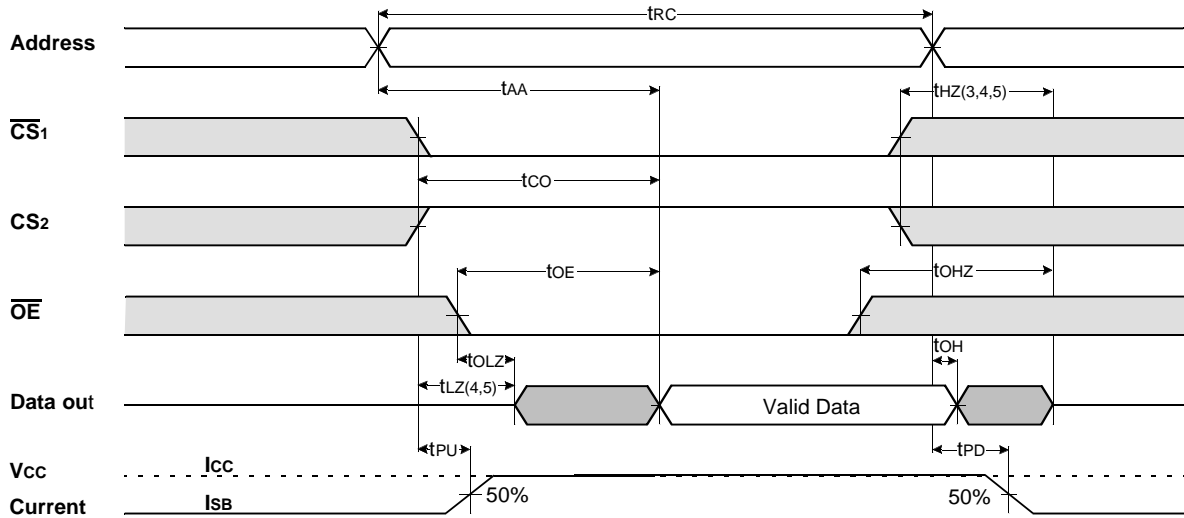 tRC
Address
tAA
tHZ(3,4,5)
CS1
tCO
CS2
tOE
tOHZ
OE
tOH
tOLZ
tLZ(4,5)
Data out
Valid Data
tPU
tPD
VCC
ICC
50%
50%
Current
ISB